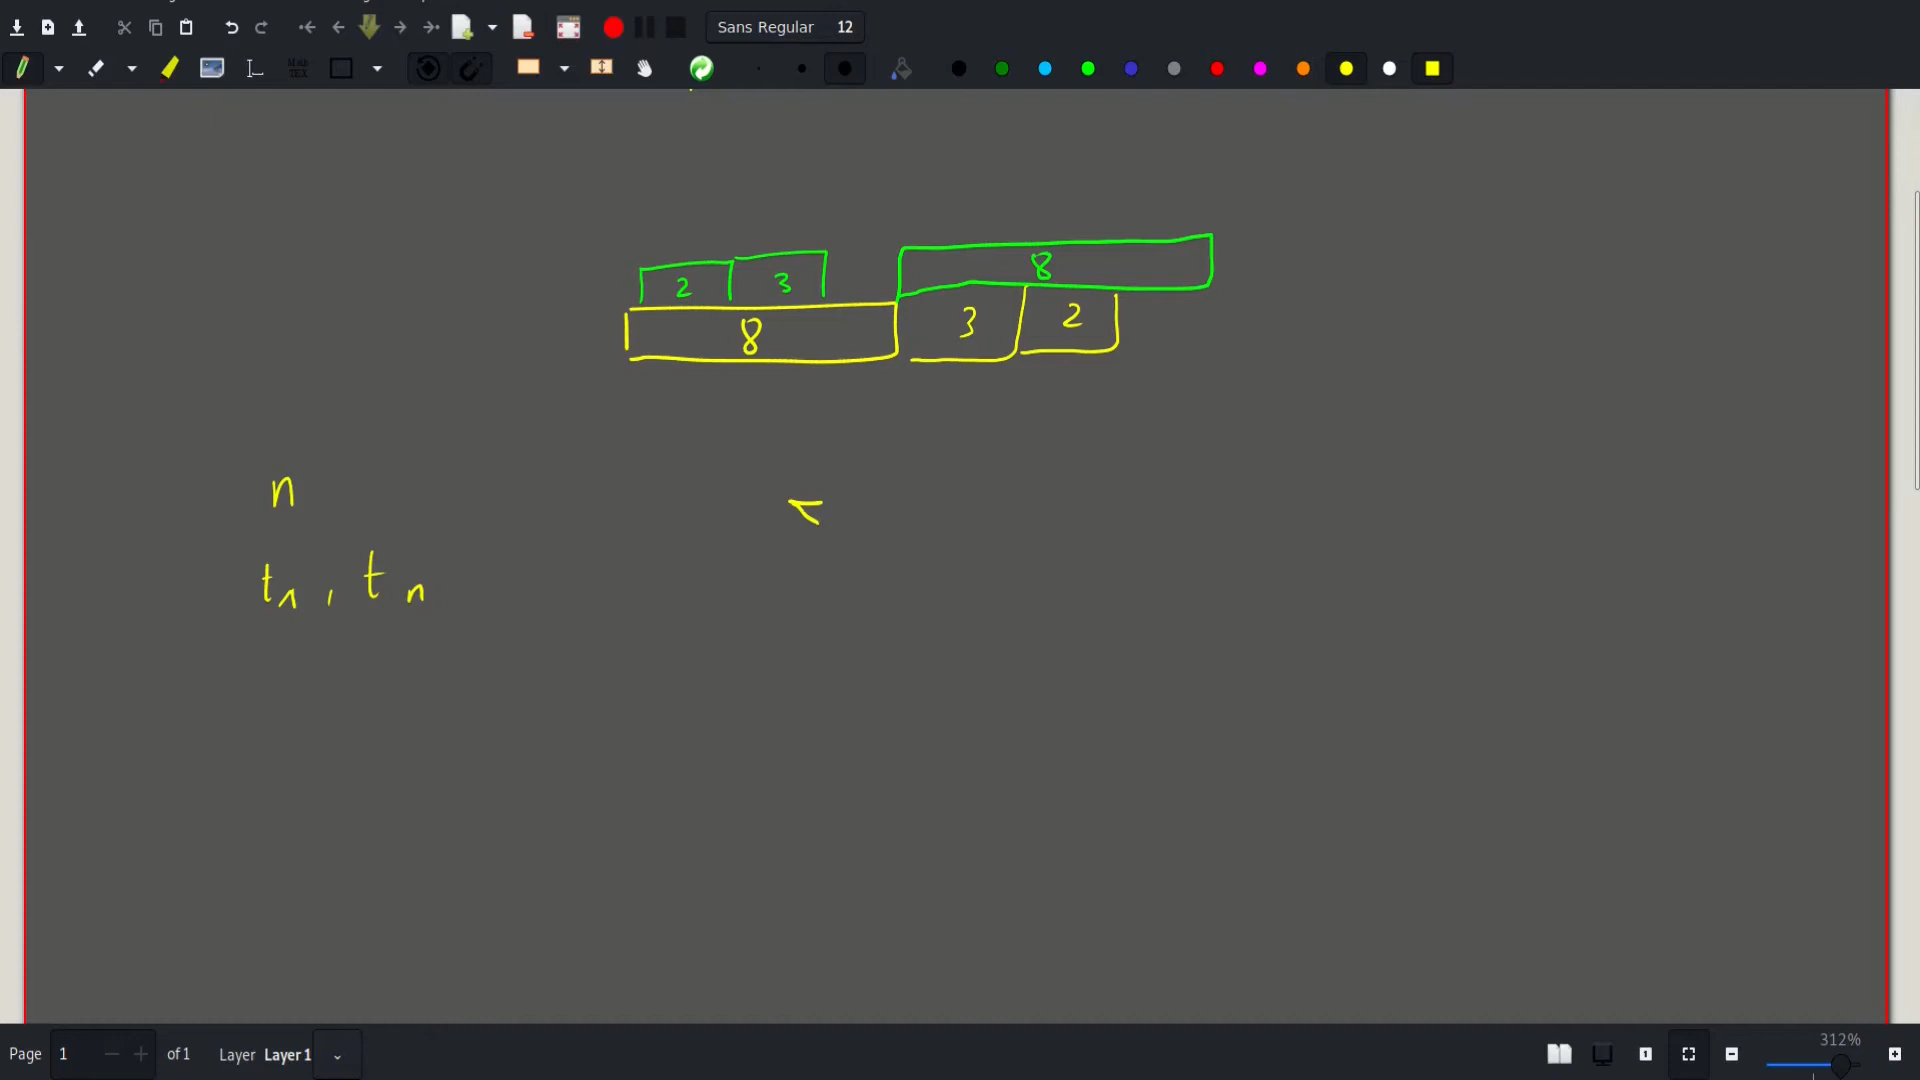 Sans Regular 12
2 3 8
8 3 2
n
t1, tn
Page 1 of 1 Layer Layer 1 312%